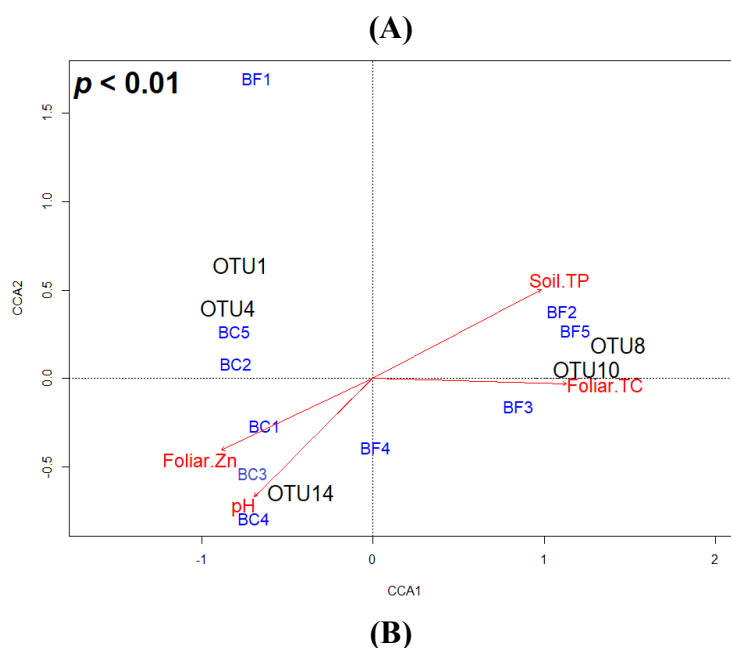 (A)
p < 0.01
BF1
1.5
1.0
OTU1
Soil.TP
0.5
OTU4
BF2
BC5
BF5
OTU8
CCA2
BC2
OTU10
0.0
Foliar.TC
BF3
BC1
BF4
Foliar.Zn
-0.5
BC3
OTU14
pH
BC4
-1
0
1
2
CCA1
(B)